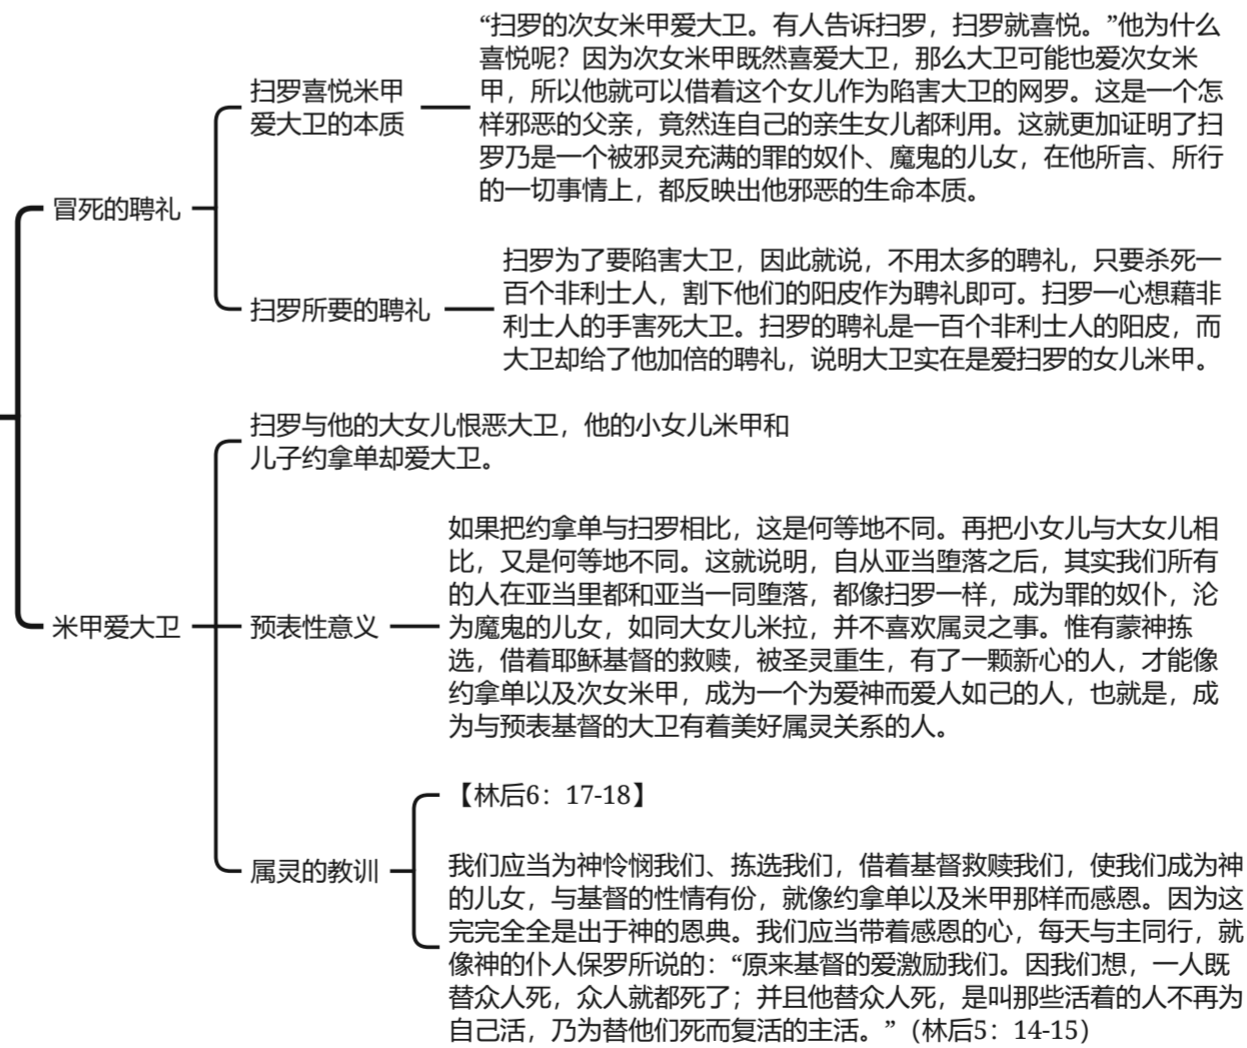 冒死的聘礼
扫罗喜悦米甲
爱大卫的本质
“扫罗的次女米甲爱大卫。有人告诉扫罗，扫罗就喜悦。”他为什么
喜悦呢？因为次女米甲既然喜爱大卫，那么大卫可能也爱次女米
甲，所以他就可以借着这个女儿作为陷害大卫的网罗。这是一个怎
样邪恶的父亲，竟然连自己的亲生女儿都利用。这就更加证明了扫
罗乃是一个被邪灵充满的罪的奴仆、魔鬼的儿女，在他所言、所行
的一切事情上，都反映出他邪恶的生命本质。
扫罗所要的聘礼
扫罗为了要陷害大卫，因此就说，不用太多的聘礼，只要杀死一
百个非利士人，割下他们的阳皮作为聘礼即可。扫罗一心想藉非
利士人的手害死大卫。扫罗的聘礼是一百个非利士人的阳皮，而
大卫却给了他加倍的聘礼，说明大卫实在是爱扫罗的女儿米甲。
米甲爱大卫
扫罗与他的大女儿恨恶大卫，他的小女儿米甲和
儿子约拿单却爱大卫。
预表性意义
如果把约拿单与扫罗相比，这是何等地不同。再把小女儿与大女儿相
比，又是何等地不同。这就说明，自从亚当堕落之后，其实我们所有
的人在亚当里都和亚当一同堕落，都像扫罗一样，成为罪的奴仆，沦
为魔鬼的儿女，如同大女儿米拉，并不喜欢属灵之事。惟有蒙神拣
选，借着耶稣基督的救赎，被圣灵重生，有了一颗新心的人，才能像
约拿单以及次女米甲，成为一个为爱神而爱人如己的人，也就是，成
为与预表基督的大卫有着美好属灵关系的人。
属灵的教训
【林后6：17-18】
我们应当为神怜悯我们、拣选我们，借着基督救赎我们，使我们成为神
的儿女，与基督的性情有份，就像约拿单以及米甲那样而感恩。因为这
完完全全是出于神的恩典。我们应当带着感恩的心，每天与主同行，就
像神的仆人保罗所说的：“原来基督的爱激励我们。因我们想，一人既
替众人死，众人就都死了；并且他替众人死，是叫那些活着的人不再为
自己活，乃为替他们死而复活的主活。”（林后5：14-15）